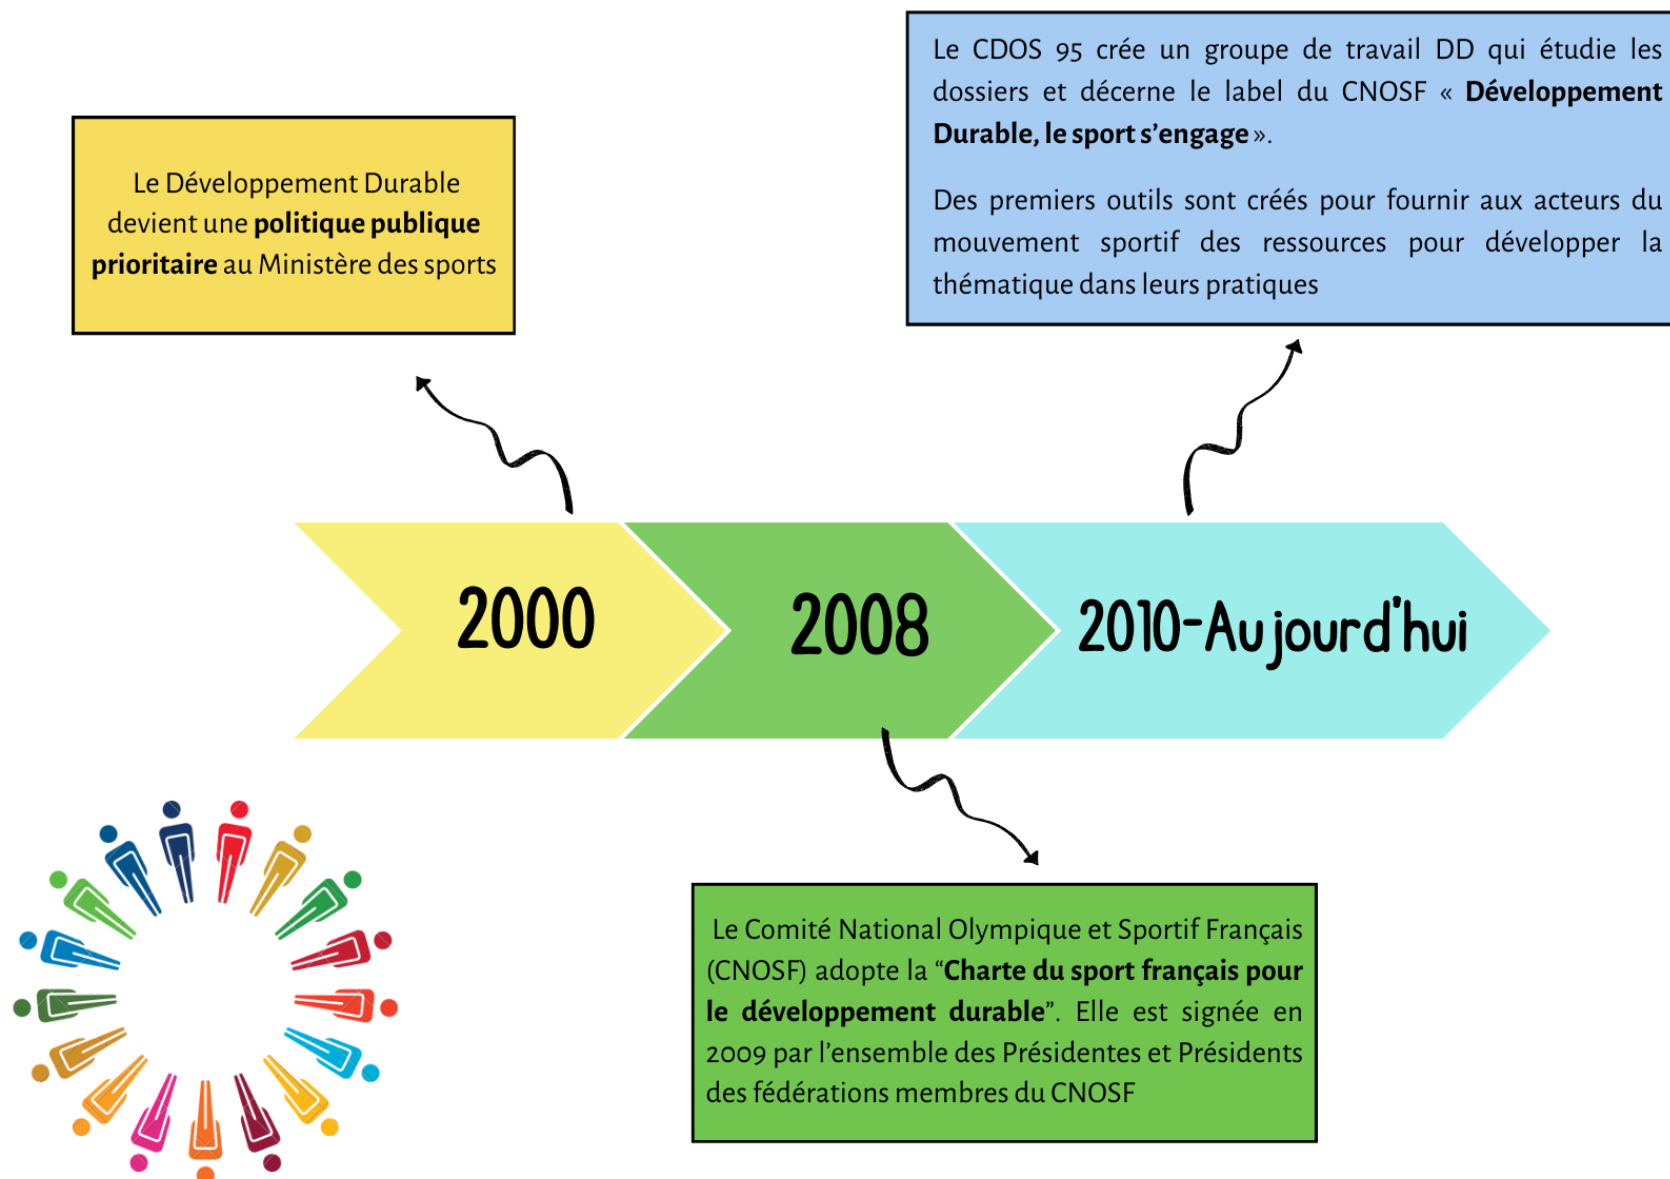 Le Développement Durable
devient une politique publique
prioritaire au Ministère des sports
Le CDOS 95 crée un groupe de travail DD qui étudie les
dossiers et décerne le label du CNOSF « Développement
Durable, le sport s’engage ».
Des premiers outils sont créés pour fournir aux acteurs du
mouvement sportif des ressources pour développer la
thématique dans leurs pratiques
2000
2008
2010-Aujourd'hui
Le Comité National Olympique et Sportif Français
(CNOSF) adopte la “Charte du sport français pour
le développement durable”. Elle est signée en
2009 par l’ensemble des Présidentes et Présidents
des fédérations membres du CNOSF